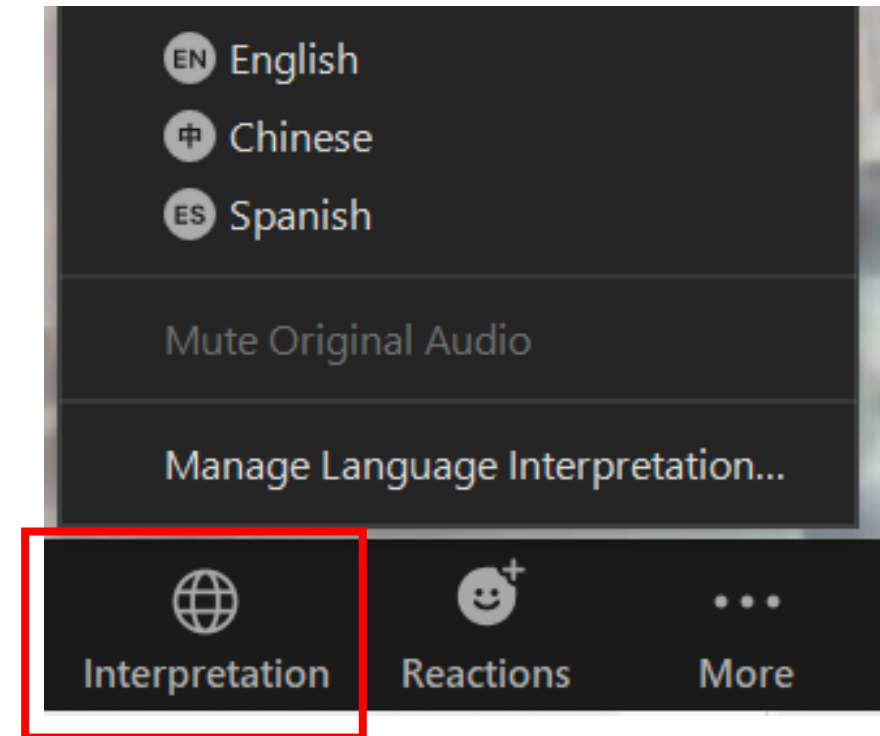 EN English
中 Chinese
ES Spanish
Mute Original Audio
Manage Language Interpretation...
Interpretation Reactions More